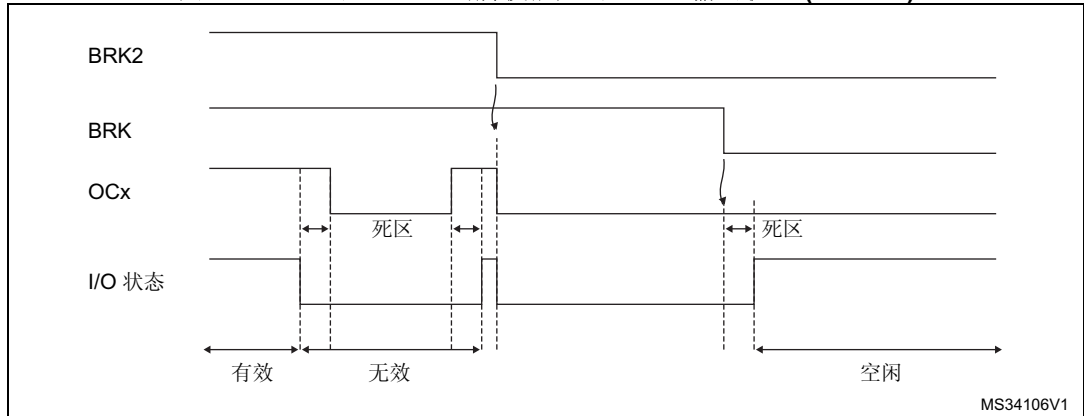 BRK2
BRK
OCx
死区
死区
I/O 状态
有效
无效
空闲
MS34106V1